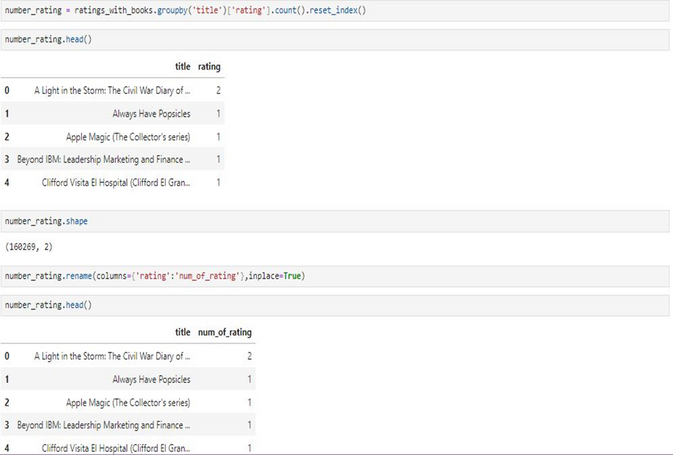 number_rating = ratings_with_books.groupby('title')['rating'].count().reset_index()
number_rating.head()
title rating
0 A Light in the Storm: The Civil War Diary of ... 2
1 Always Have Popsicles 1
2 Apple Magic (The Collector's series) 1
3 Beyond IBM: Leadership Marketing and Finance ... 1
4 Clifford Visita El Hospital (Clifford El Gran... 1
number_rating.shape
(160269, 2)
number_rating.rename(columns={'rating':'num_of_rating'},inplace=True)
number_rating.head()
title num_of_rating
0 A Light in the Storm: The Civil War Diary of ... 2
1 Always Have Popsicles 1
2 Apple Magic (The Collector's series) 1
3 Beyond IBM: Leadership Marketing and Finance ... 1
4 Clifford Visita El Hospital (Clifford El Gran... 1